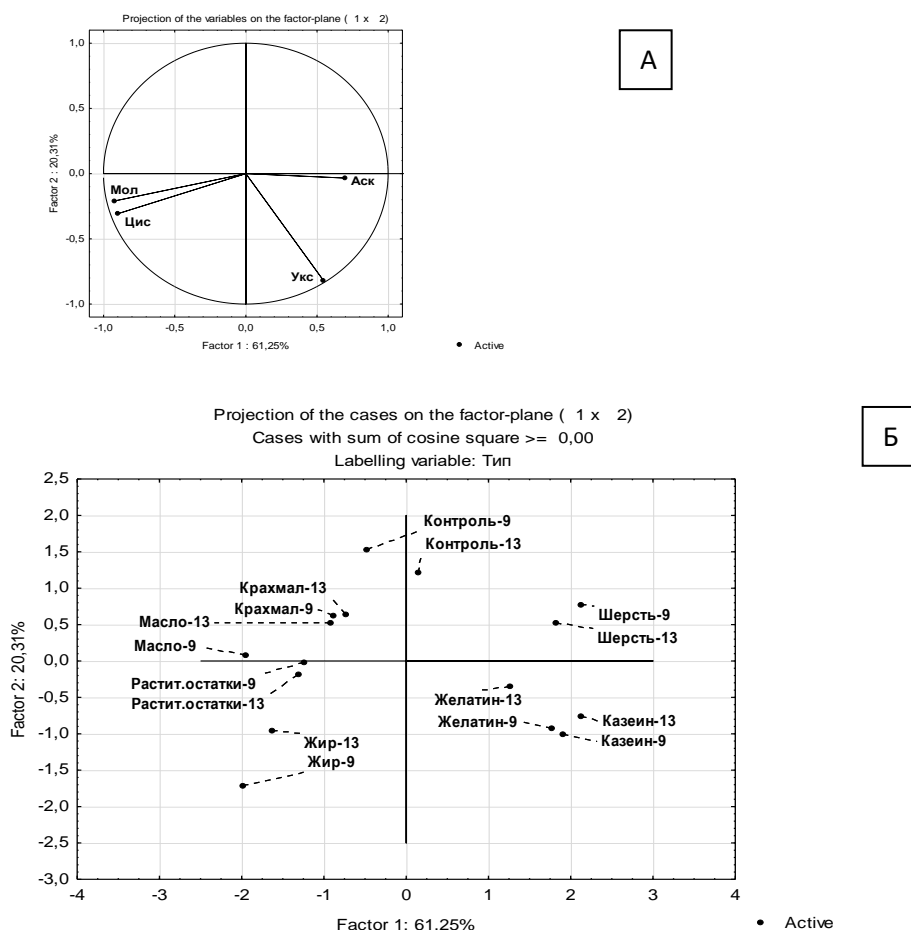 Projection of the variables on the factor-plane ( 1 x 2)
А
1,0
0,5
0,0
-0,5
-1,0
Factor 2 : 20,31%
Мол
Цис
Аск
Укс
-1,0
-0,5
0,0
0,5
1,0
Factor 1 : 61,25%
Active
Projection of the cases on the factor-plane ( 1 x 2)
Cases with sum of cosine square >= 0,00
Labelling variable: Тип
Б
2,5
2,0
1,5
1,0
0,5
0,0
-0,5
-1,0
-1,5
-2,0
-2,5
-3,0
Factor 2: 20,31%
Контроль-9
Контроль-13
Крахмал-13
Крахмал-9
Масло-13
Масло-9
Растит.остатки-9
Растит.остатки-13
Жир-13
Жир-9
Шерсть-9
Шерсть-13
Желатин-13
Желатин-9
Казеин-13
Казеин-9
-4
-3
-2
-1
0
1
2
3
4
Factor 1: 61,25%
Active